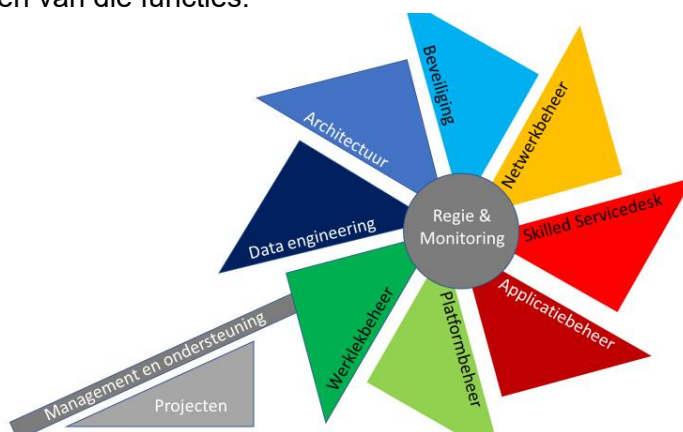 en van die functies.
Beveiliging
Architectuur
Netwerkbeheer
Data engineering
Regie &
Monitoring
Skilled Servicedesk
Applicatiebeheer
Platformbeheer
Werklekbeheer
Management en ondersteuning
Projecten